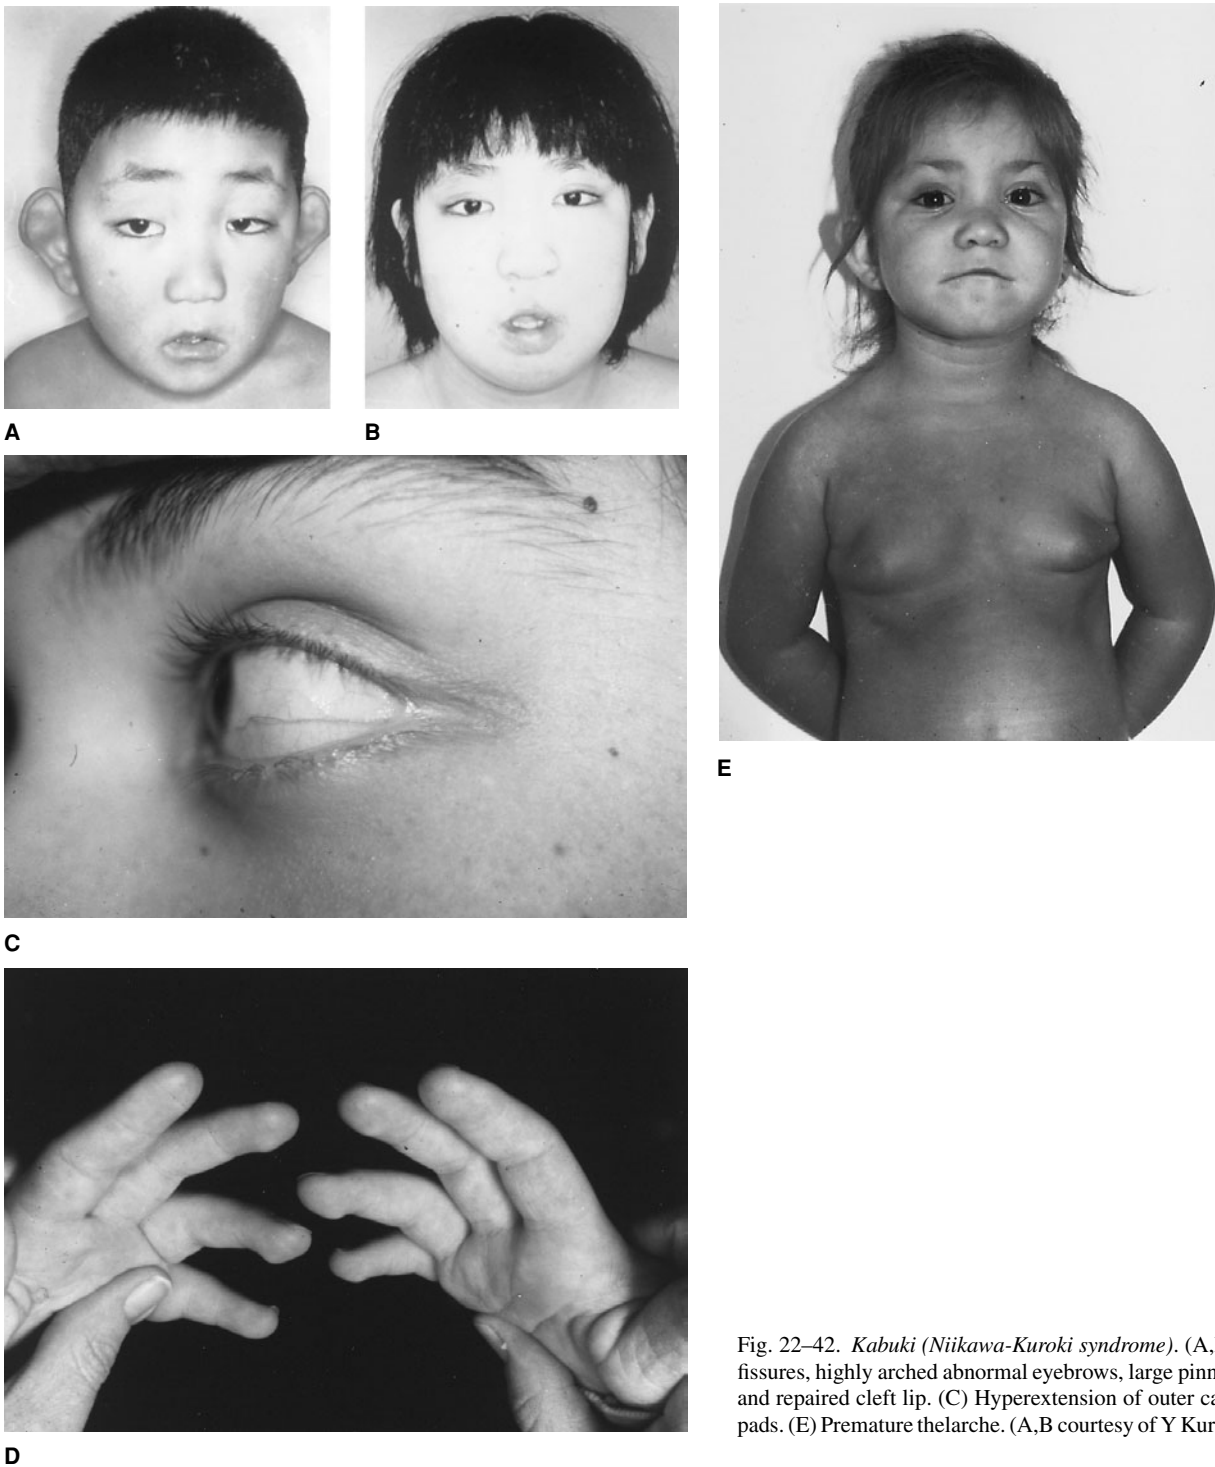 A
B
C
D
E
Fig. 22–42. Kabuki (Niikawa-Kuroki syndrome). (A,
fissures, highly arched abnormal eyebrows, large pinn
and repaired cleft lip. (C) Hyperextension of outer ca
pads. (E) Premature thelarche. (A,B courtesy of Y Kur